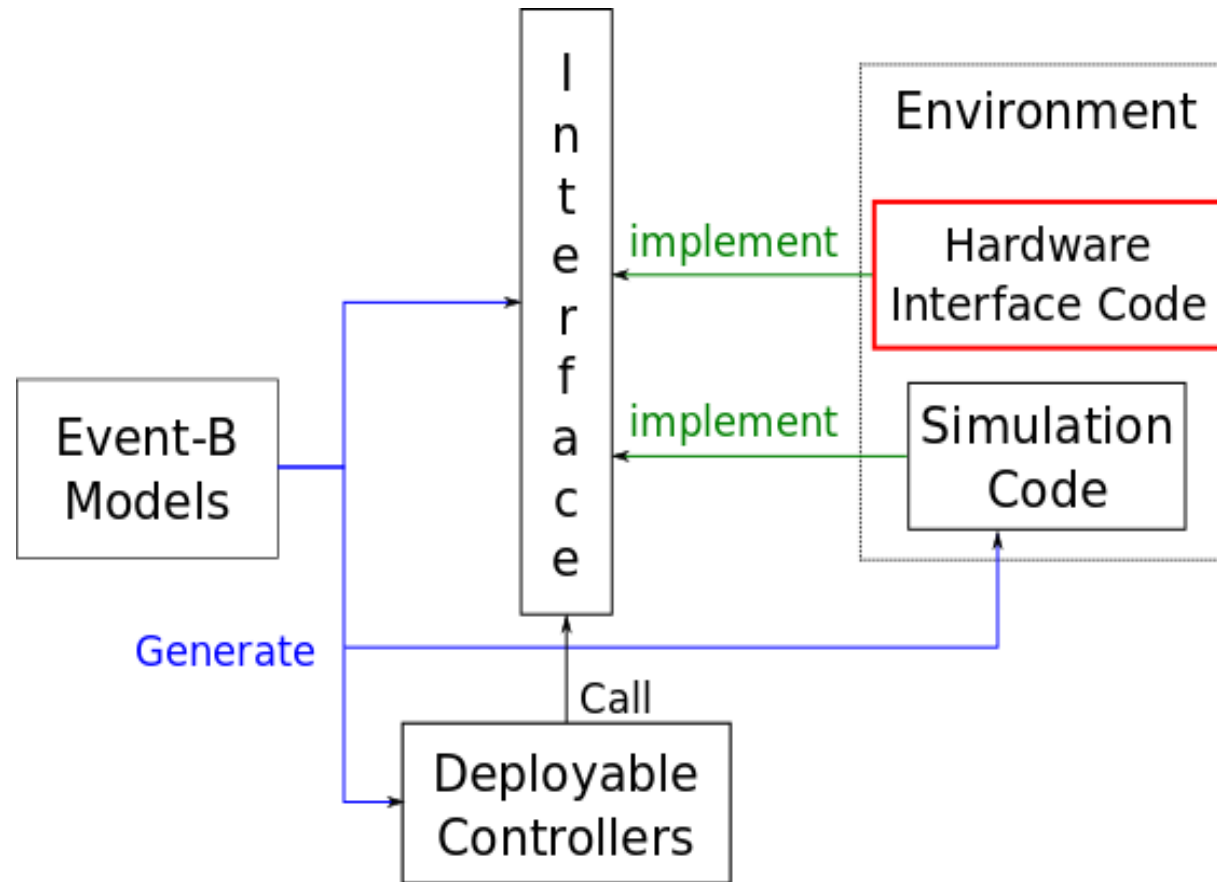 Interface
Environment
implement
Hardware
Interface Code
Event-B
Models
implement
Simulation
Code
Generate
Call
Deployable
Controllers